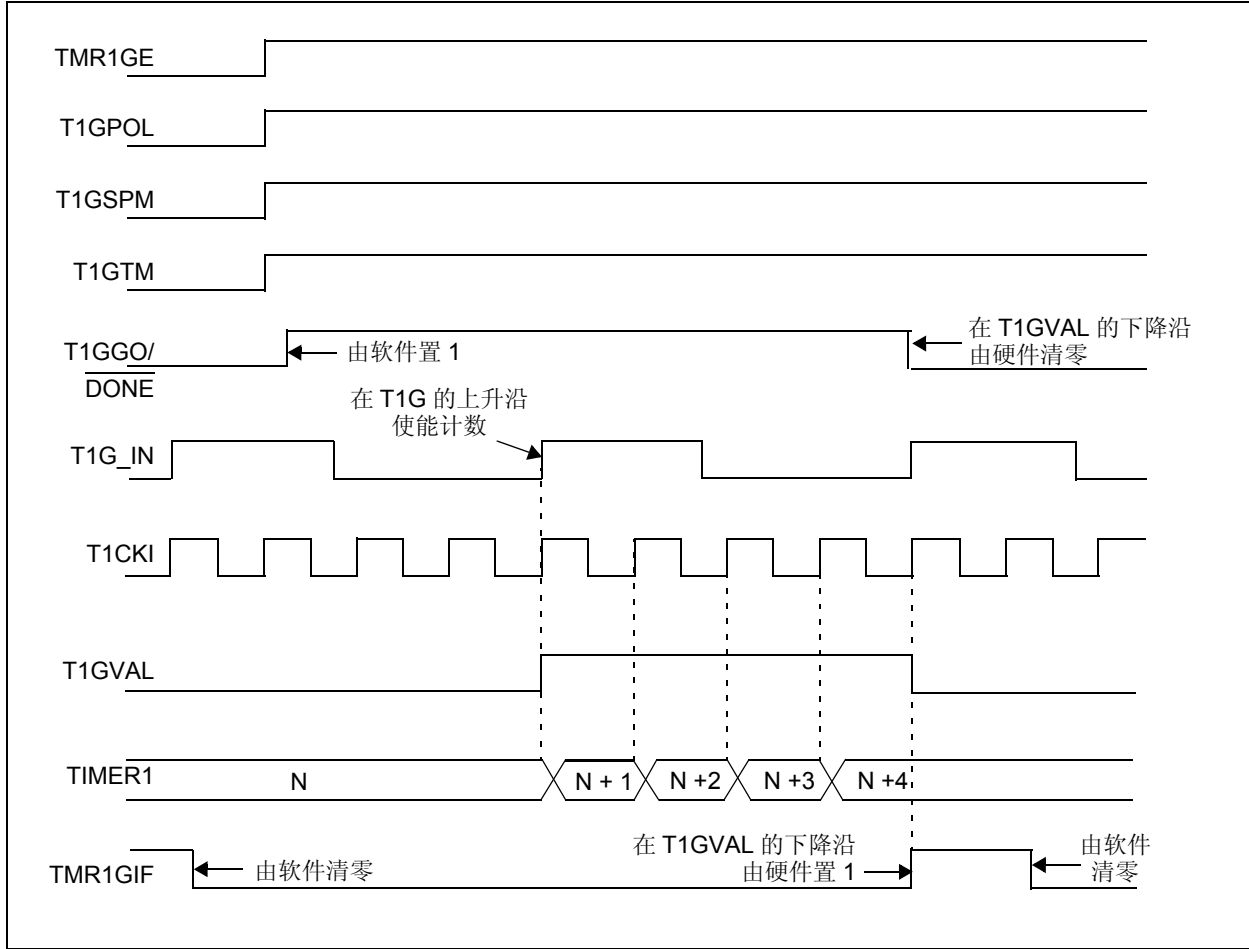 TMR1GE
T1GPOL
T1GSPM
T1GTM
T1GGO/
DONE
由软件置 1
在 T1GVAL 的下降沿
由硬件清零
在 T1G 的上升沿
使能计数
T1G_IN
T1CKI
T1GVAL
TIMER1
N
N + 1
N +2
N +3
N +4
TMR1GIF
由软件清零
在 T1GVAL 的下降沿
由硬件置 1
由软件
清零